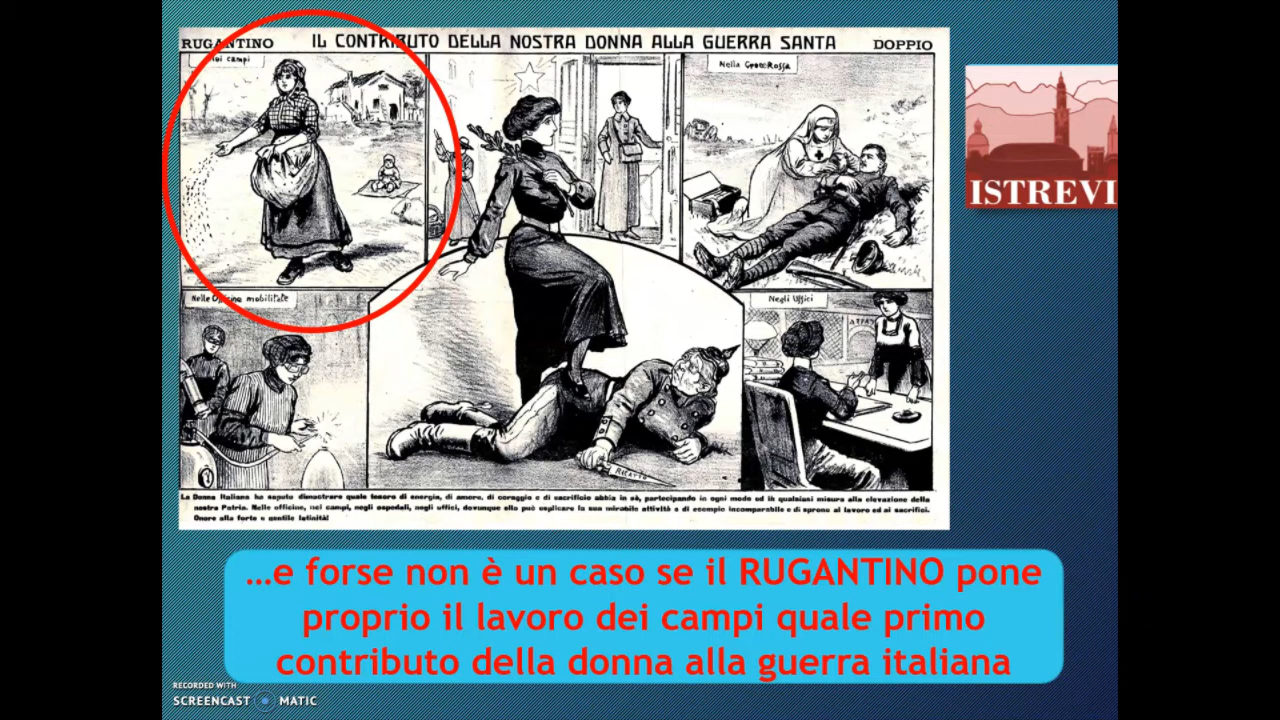 RUGANTINO IL CONTRIBUTO DELLA NOSTRA DONNA ALLA GUERRA SANTA DOPPIO
Nei campi
Nella CroceRossa
ISTREVI
Nelle Officine mobilitate
Negli Uffici
RICATTO
La Donna Italiana ha saputo dimostrare quale tesoro di energia, di amore, di coraggio e di sacrificio abbia in sè, partecipando in ogni modo ed in qualsiasi misura alla elevazione della
nostra Patria. Nelle officine, nei campi, negli ospedali, negli uffici, dovunque ella può esplicare la sua mirabile attività è di esempio incomparabile e di sprone al lavoro ed ai sacrifici.
Onore alla forte e gentile latinità!
...e forse non è un caso se il RUGANTINO pone
proprio il lavoro dei campi quale primo
contributo della donna alla guerra italiana
RECORDED WITH
SCREENCAST MATIC